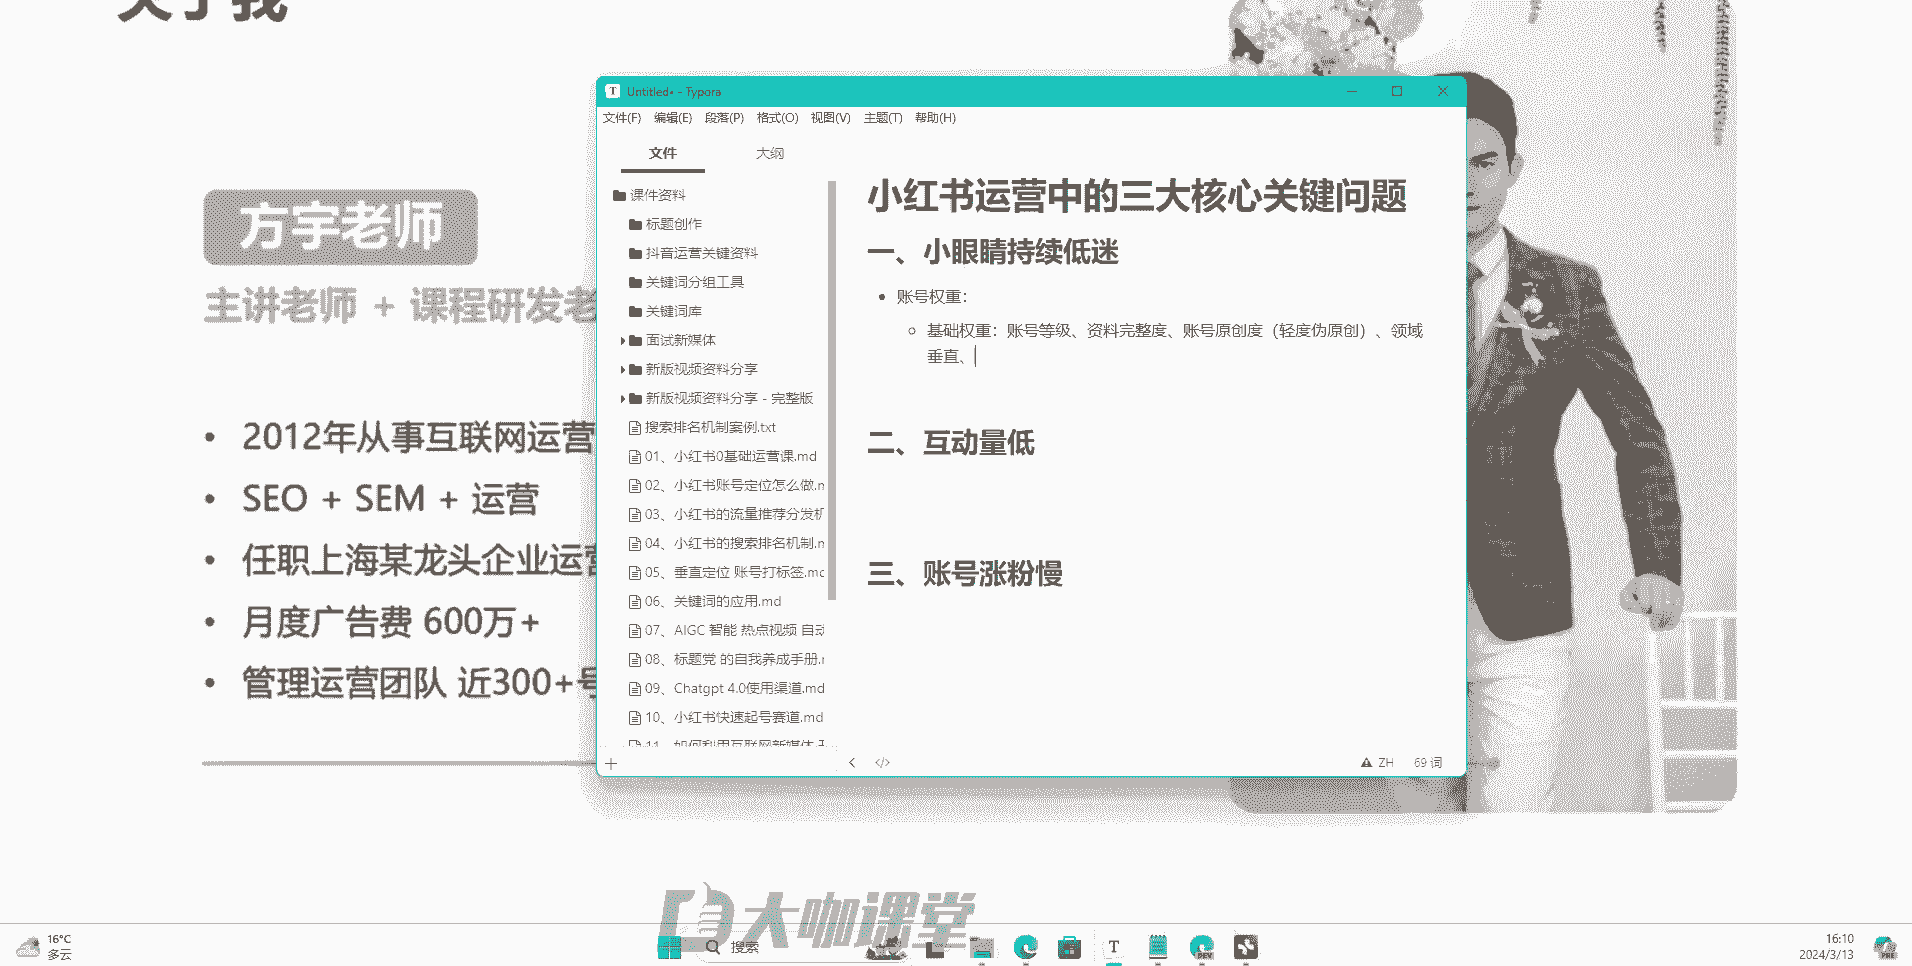 关于我
方宇老师
主讲老师 + 课程研发老
2012年从事互联网运营
SEO + SEM + 运营
任职上海某龙头企业运营
月度广告费 600万+
管理运营团队 近300+号
Untitled• - Typora
文件(F) 编辑(E) 段落(P) 格式(O) 视图(V) 主题(T) 帮助(H)
文件 大纲
课件资料
标题创作
抖音运营关键资料
关键词分组工具
关键词库
面试新媒体
新版视频资料分享
新版视频资料分享 - 完整版
搜索排名机制案例.txt
01、小红书0基础运营课.md
02、小红书账号定位怎么做.m
03、小红书的流量推荐分发机
04、小红书的搜索排名机制.m
05、垂直定位 账号打标签.md
06、关键词的应用.md
07、AIGC 智能 热点视频 自动
08、标题党 的自我养成手册.m
09、Chatgpt 4.0使用渠道.md
10、小红书快速起号赛道.md
11、如何利用互联网新媒体
小红书运营中的三大核心关键问题
一、小眼睛持续低迷
账号权重：
基础权重：账号等级、资料完整度、账号原创度（轻度伪原创）、领域
垂直、
二、互动量低
三、账号涨粉慢
ZH 69 词
大咖课堂
16°C
多云
搜索
16:10
2024/3/13